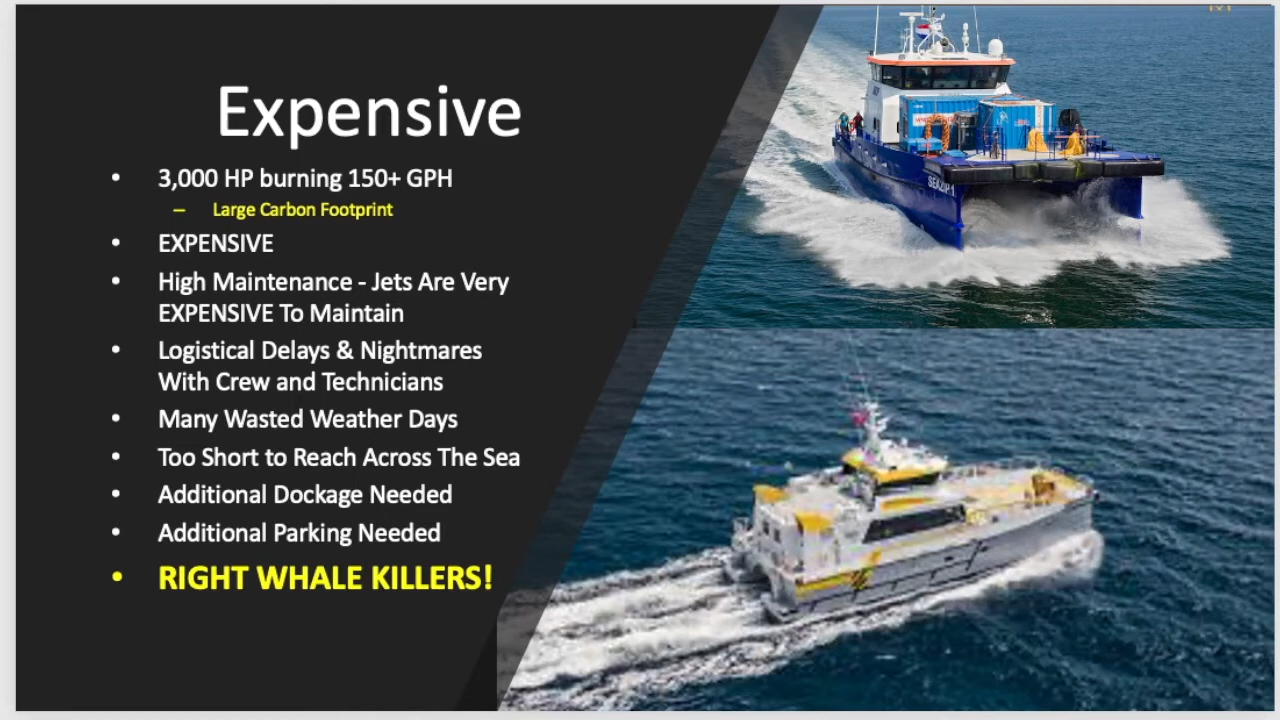 Expensive
• 3,000 HP burning 150+ GPH
– Large Carbon Footprint
• EXPENSIVE
• High Maintenance - Jets Are Very
EXPENSIVE To Maintain
• Logistical Delays & Nightmares
With Crew and Technicians
• Many Wasted Weather Days
• Too Short to Reach Across The Sea
• Additional Dockage Needed
• Additional Parking Needed
• RIGHT WHALE KILLERS!